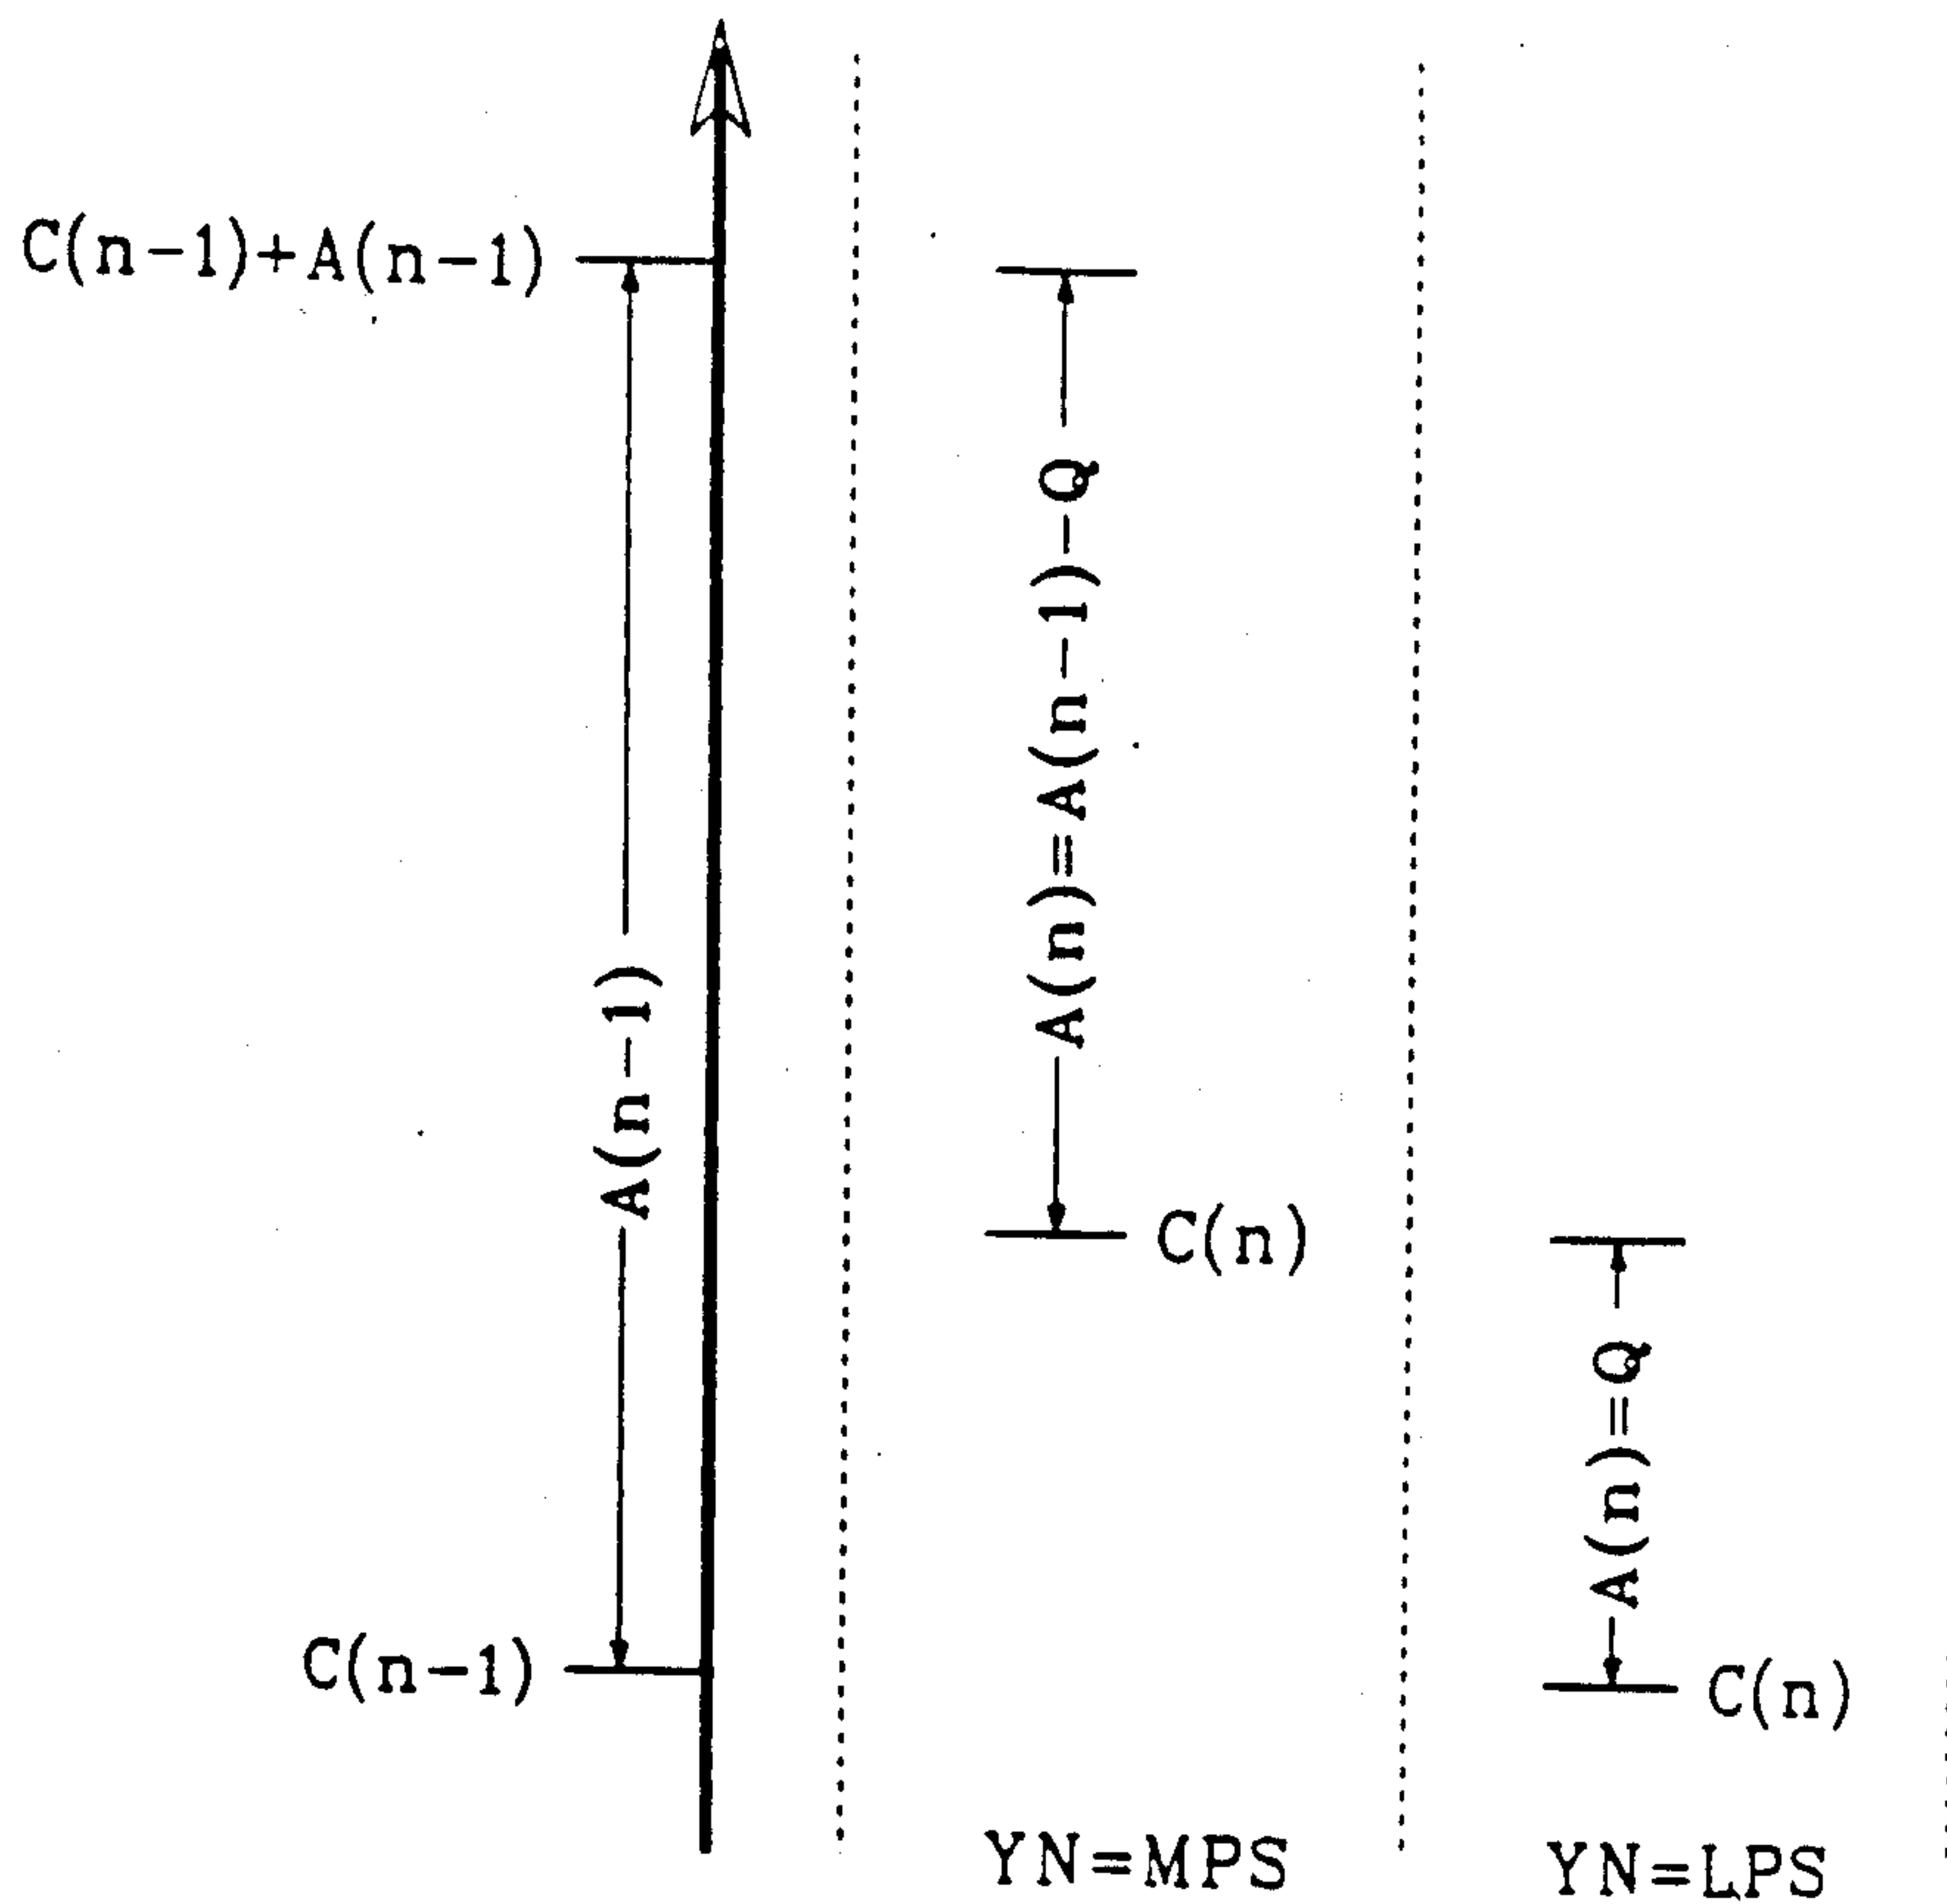 C(n-1)+A(n-1)
A(n-1)
C(n-1)
A(n)=A(n-1)-Q
C(n)
YN=MPS
A(n)=Q
C(n)
YN=LPS